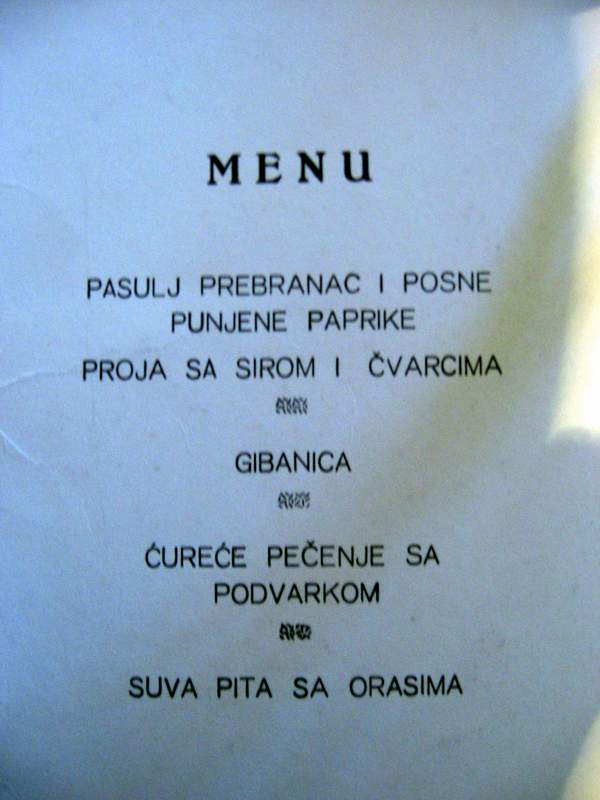 MENU
PASULJ PREBRANAC I POSNE
PUNJENE PAPRIKE
PROJA SA SIROM I ČVARCIMA
GIBANICA
ĆUREĆE PEČENJE SA
PODVARKOM
SUVA PITA SA ORASIMA